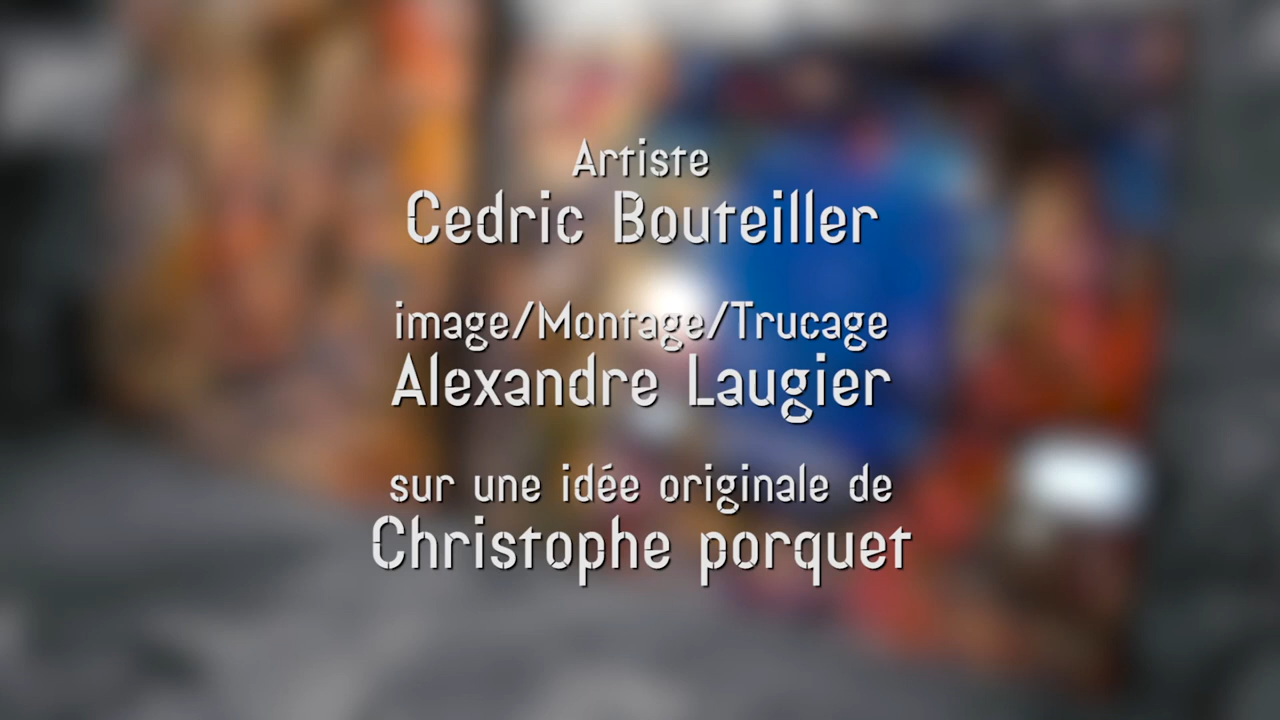 Artiste
Cedric Bouteiller
image/Montage/Trucage
Alexandre Laugier
sur une idée originale de
Christophe porquet